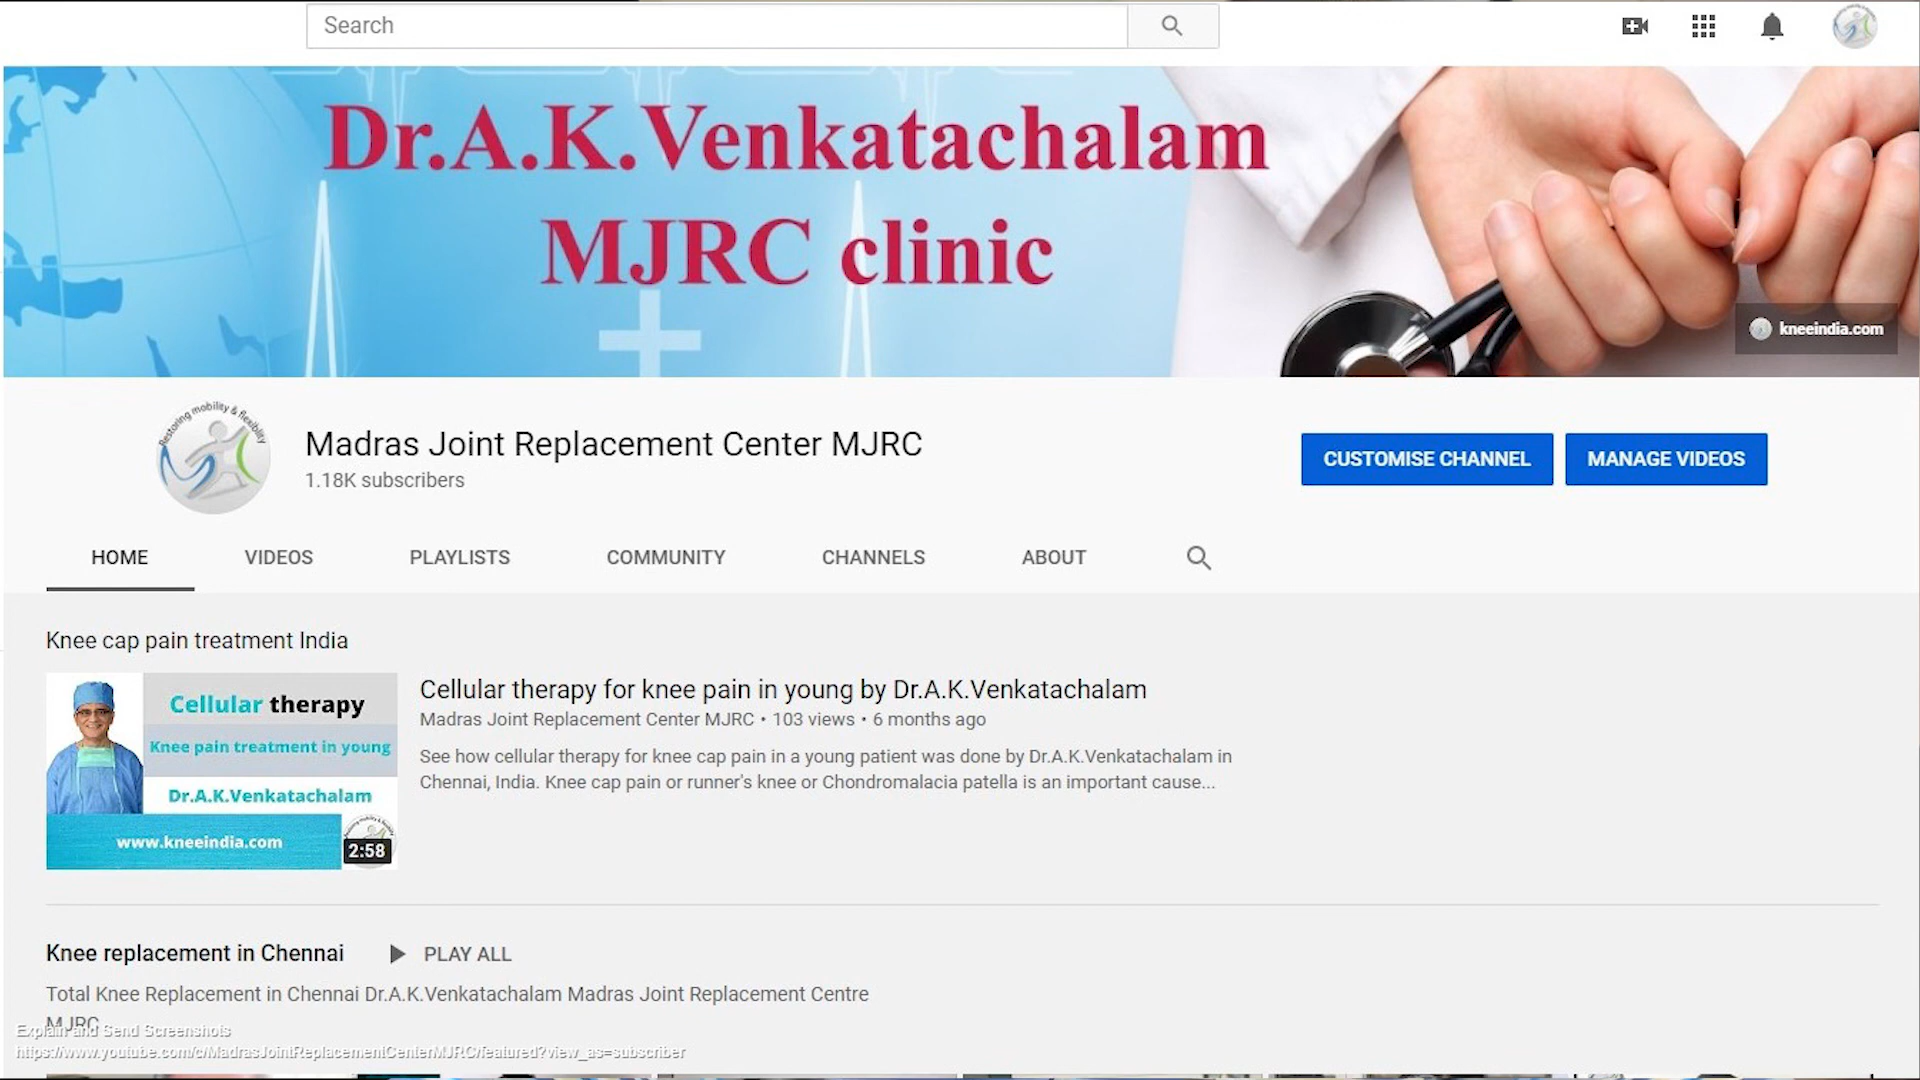 Search
Dr.A.K.Venkatachalam
MJRC clinic
kneeindia.com
Restoring mobility & flexiblity
Madras Joint Replacement Center MJRC
1.18K subscribers
CUSTOMISE CHANNEL
MANAGE VIDEOS
HOME
VIDEOS
PLAYLISTS
COMMUNITY
CHANNELS
ABOUT
Knee cap pain treatment India
Cellular therapy
Knee pain treatment in young
Dr.A.K.Venkatachalam
www.kneeindia.com
2:58
Cellular therapy for knee pain in young by Dr.A.K.Venkatachalam
Madras Joint Replacement Center MJRC • 103 views • 6 months ago
See how cellular therapy for knee cap pain in a young patient was done by Dr.A.K.Venkatachalam in
Chennai, India. Knee cap pain or runner's knee or Chondromalacia patella is an important cause...
Knee replacement in Chennai
PLAY ALL
Total Knee Replacement in Chennai Dr.A.K.Venkatachalam Madras Joint Replacement Centre
MJRC
Explain and Send Screenshots
https://www.youtube.com/c/MadrasJointReplacementCenterMJRC/featured?view_as=subscriber